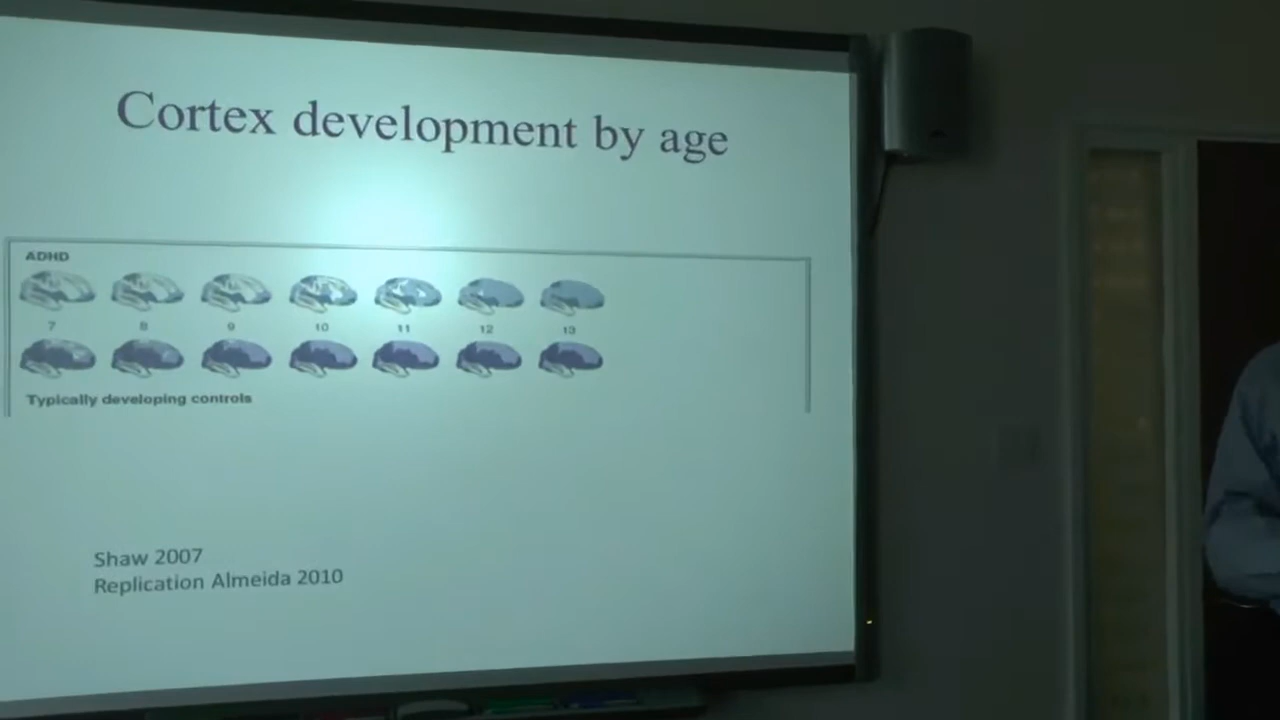 Cortex development by age
ADHD
7 8 9 10 11 12 13
Typically developing controls
Shaw 2007
Replication Almeida 2010